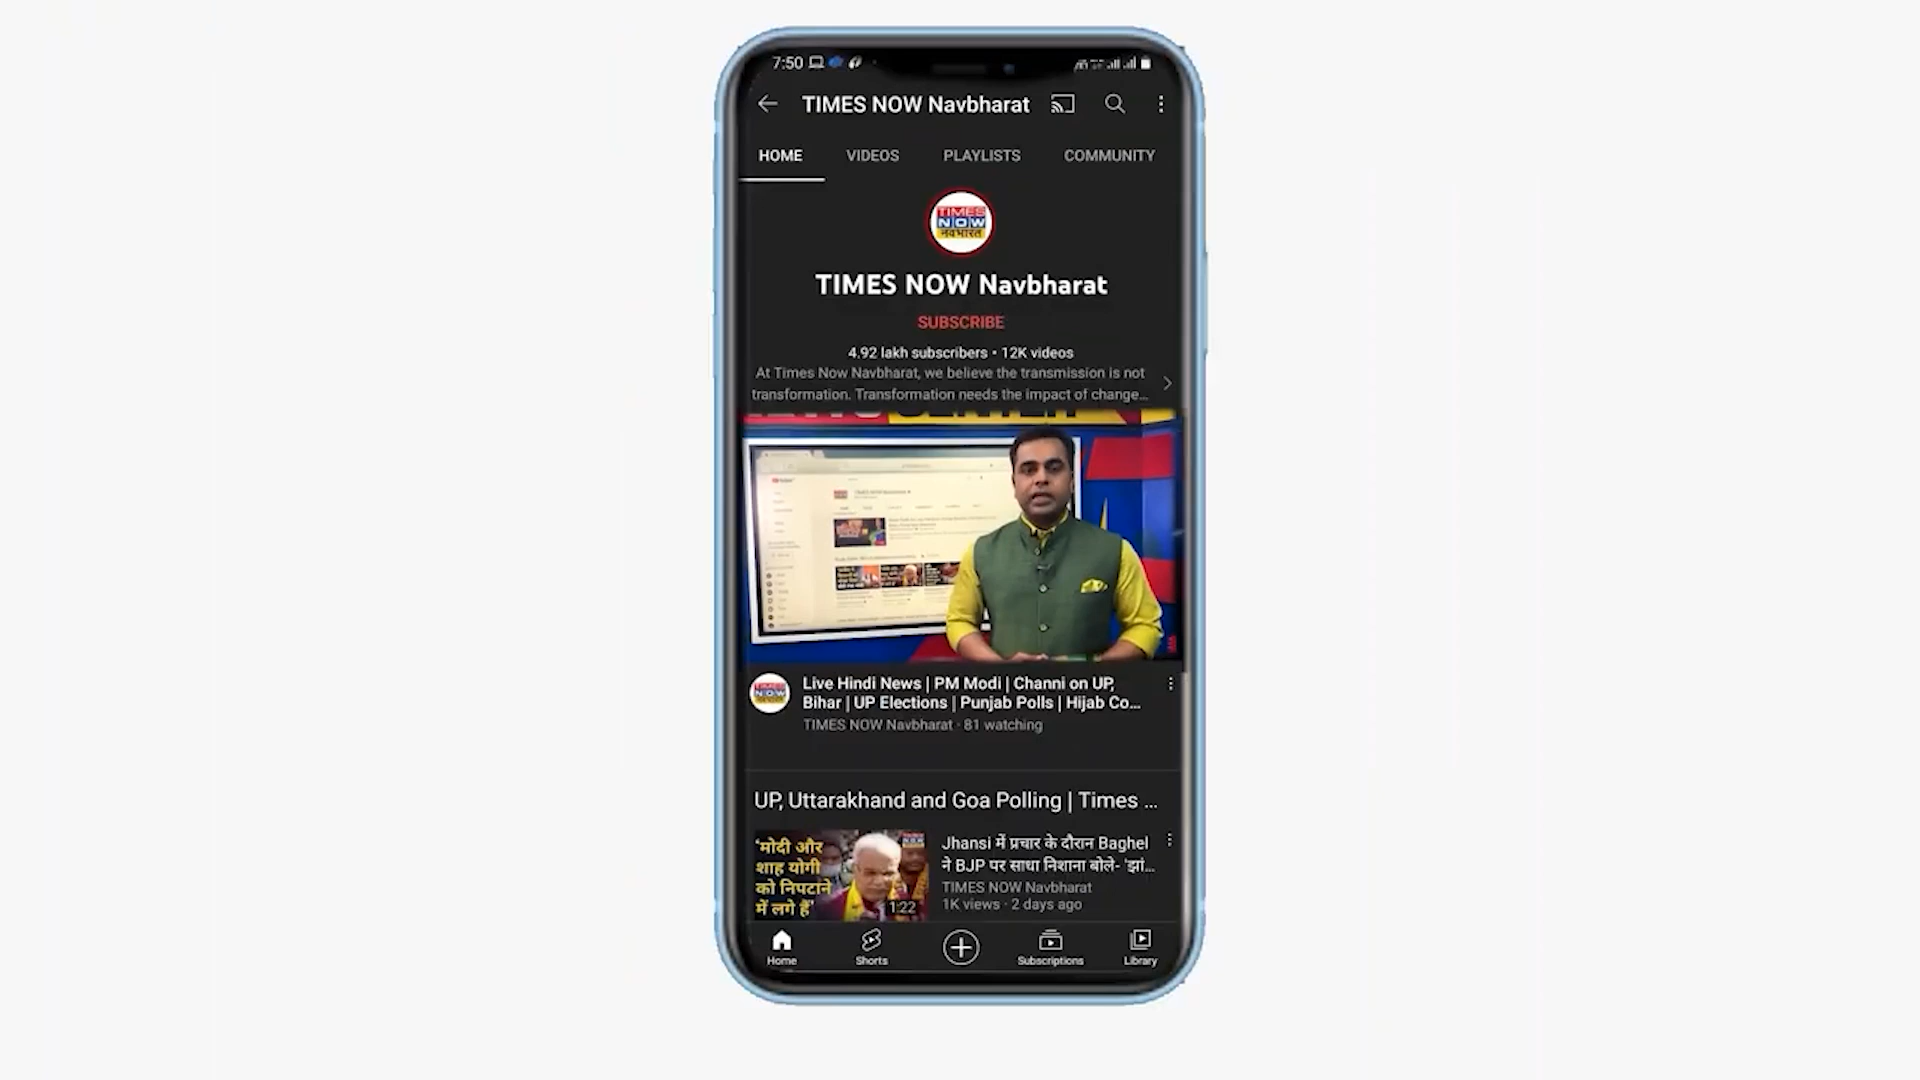 7:50
TIMES NOW Navbharat
HOME VIDEOS PLAYLISTS COMMUNITY
TIMES
NOW
नवभारत
TIMES NOW Navbharat
SUBSCRIBE
4.92 lakh subscribers • 12K videos
At Times Now Navbharat, we believe the transmission is not
transformation. Transformation needs the impact of change...
Live Hindi News | PM Modi | Channi on UP,
Bihar | UP Elections | Punjab Polls | Hijab Co...
TIMES NOW Navbharat · 81 watching
UP, Uttarakhand and Goa Polling | Times ...
'मोदी और
शाह योगी
को निपटाने
में लगे हैं'
1:22
Jhansi में प्रचार के दौरान Baghel
ने BJP पर साधा निशाना बोले- 'झां...
TIMES NOW Navbharat
1K views · 2 days ago
Home Shorts Subscriptions Library